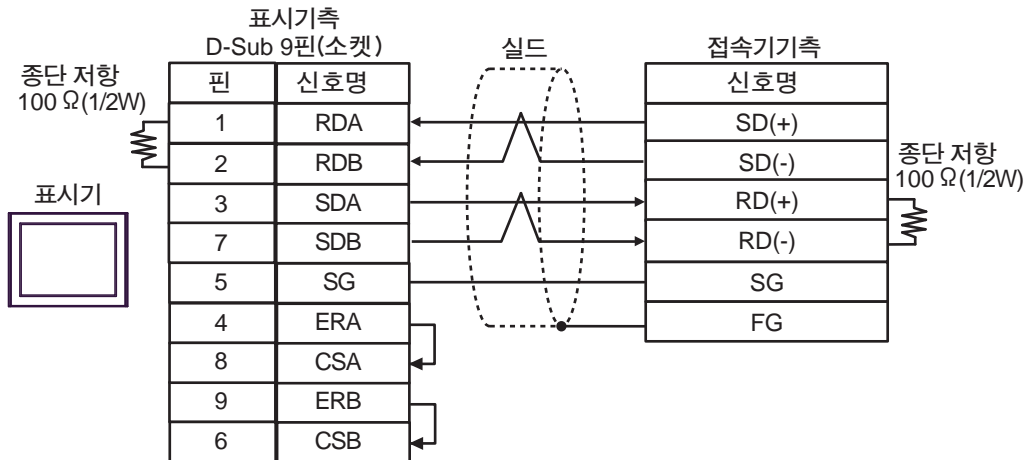 표시기측
D-Sub 9핀(소켓)
실드
접속기기측
종단 저항
100 Ω(1/2W)
핀 신호명
신호명
1 RDA
SD(+)
2 RDB
SD(-)
종단 저항
100 Ω(1/2W)
표시기
3 SDA
RD(+)
7 SDB
RD(-)
5 SG
SG
4 ERA
FG
8 CSA
9 ERB
6 CSB